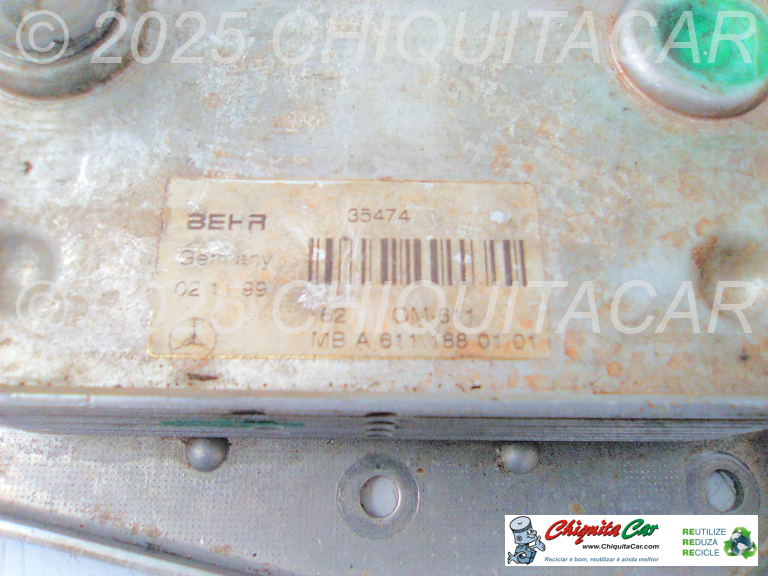 © 2025 CHIQUITACAR
BEHR 35474
Germany
02.11.99
© 2025 CHIQUITACAR
62 OM-611
MB A 611 188 01 01
Chiquita Car
www.ChiquitaCar.com
Reciclar é bom, reutilizar é ainda melhor
REUTILIZE
REDUZA
RECICLE